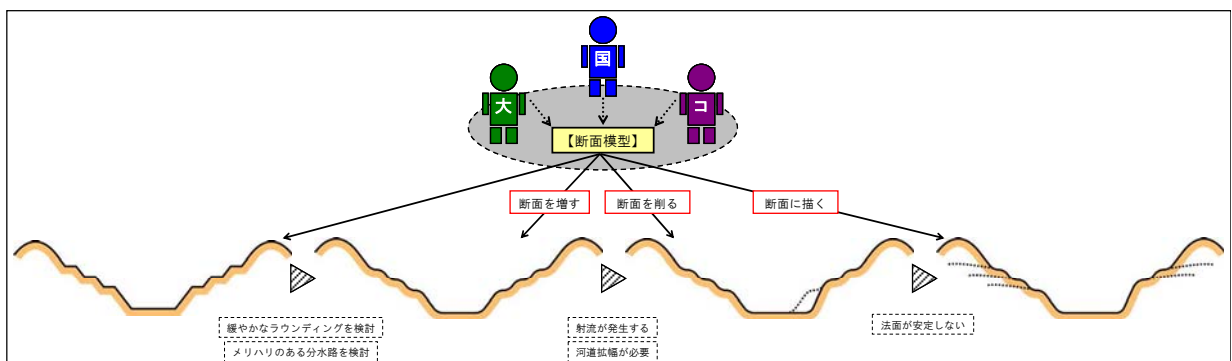 国
大
コ
【断面模型】
断面を増す
断面を削る
断面に描く
緩やかなラウンディングを検討
メリハリのある分水路を検討
射流が発生する
河道拡幅が必要
法面が安定しない